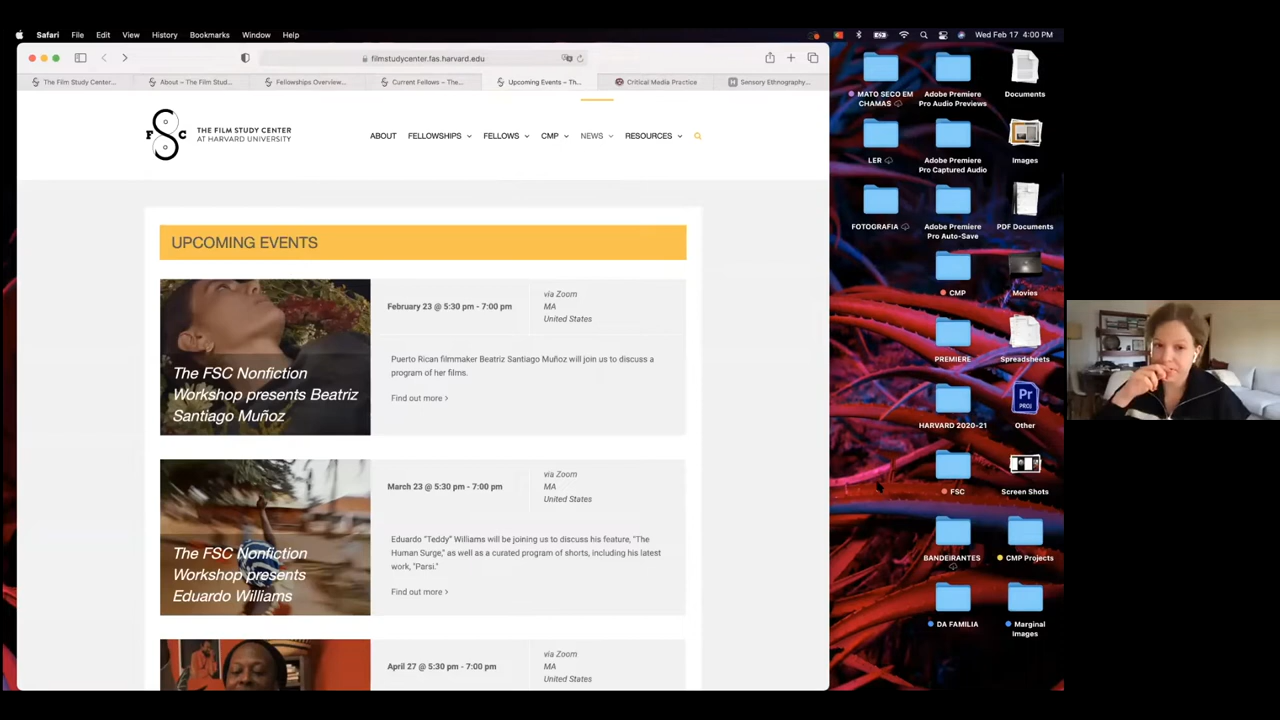 Safari File Edit View History Bookmarks Window Help
Wed Feb 17 4:00 PM
filmstudycenter.fas.harvard.edu
The Film Study Center...
About – The Film Stud...
Fellowships Overview...
Current Fellows – The...
Upcoming Events – Th...
Critical Media Practice
Sensory Ethnography...
F S C
THE FILM STUDY CENTER
AT HARVARD UNIVERSITY
ABOUT FELLOWSHIPS FELLOWS CMP NEWS RESOURCES
UPCOMING EVENTS
The FSC Nonfiction
Workshop presents Beatriz
Santiago Muñoz
February 23 @ 5:30 pm - 7:00 pm
via Zoom
MA
United States
Puerto Rican filmmaker Beatriz Santiago Muñoz will join us to discuss a
program of her films.
Find out more >
The FSC Nonfiction
Workshop presents
Eduardo Williams
March 23 @ 5:30 pm - 7:00 pm
via Zoom
MA
United States
Eduardo “Teddy” Williams will be joining us to discuss his feature, “The
Human Surge,” as well as a curated program of shorts, including his latest
work, “Parsi.”
Find out more >
April 27 @ 5:30 pm - 7:00 pm
via Zoom
MA
United States
MATO SECO EM
CHAMAS
Adobe Premiere
Pro Audio Previews
Documents
LER
Adobe Premiere
Pro Captured Audio
Images
FOTOGRAFIA
Adobe Premiere
Pro Auto-Save
PDF Documents
CMP
Movies
PREMIERE
Spreadsheets
Pr
PROJ
HARVARD 2020-21
Other
FSC
Screen Shots
BANDEIRANTES
CMP Projects
DA FAMILIA
Marginal
images